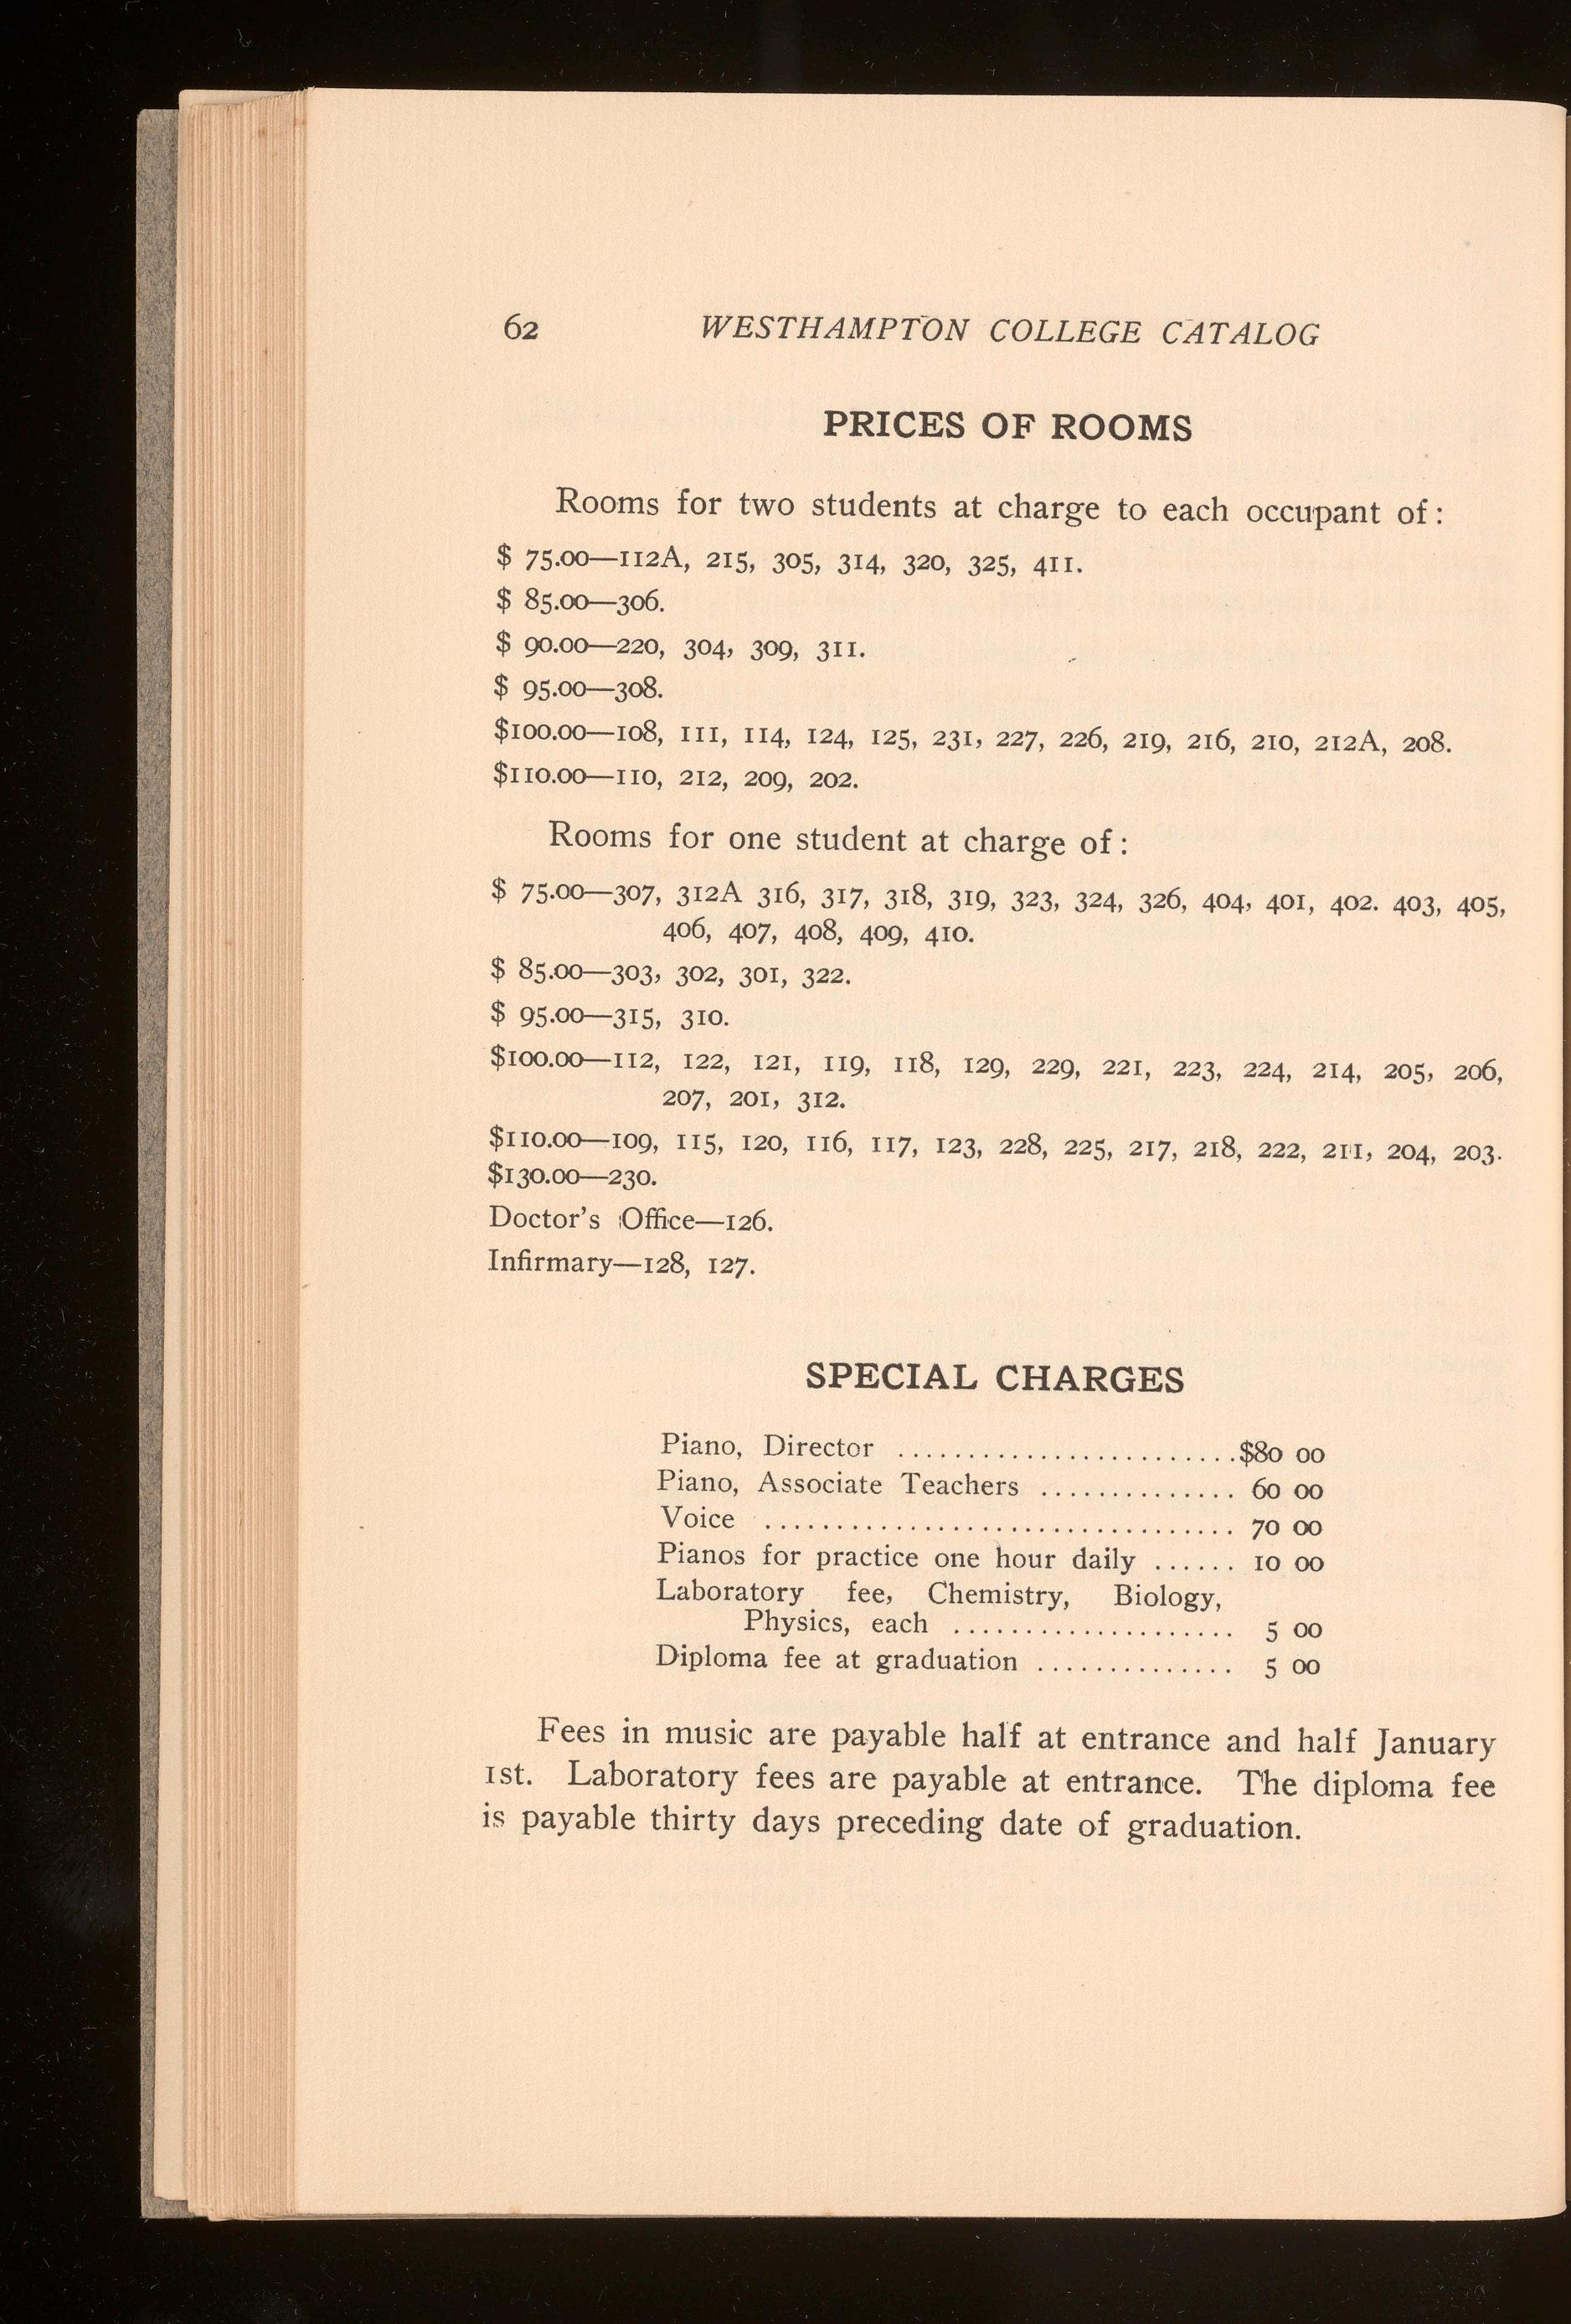 62 WESTHAMPTON COLLEGE CATALOG
PRICES OF ROOMS
Rooms for two students at charge to each occupant of:
$ 75.00—112A, 215, 305, 314, 320, 325, 411.
$ 85.00—306.
$ 90.00—220, 304, 309, 311.
$ 95.00—308.
$100.00—108, 111, 114, 124, 125, 231, 227, 226, 219, 216, 210, 212A, 208.
$110.00—110, 212, 209, 202.
Rooms for one student at charge of:
$ 75.00—307, 312A 316, 317, 318, 319, 323, 324, 326, 404, 401, 402. 403, 405,
406, 407, 408, 409, 410.
$ 85.00—303, 302, 301, 322.
$ 95.00—315, 310.
$100.00—112, 122, 121, 119, 118, 129, 229, 221, 223, 224, 214, 205, 206,
207, 201, 312.
$110.00—109, 115, 120, 116, 117, 123, 228, 225, 217, 218, 222, 211, 204, 203.
$130.00—230.
Doctor's Office—126.
Infirmary—128, 127.
SPECIAL CHARGES
Piano, Director ........................$80 00
Piano, Associate Teachers .............. 60 00
Voice ................................. 70 00
Pianos for practice one hour daily ...... 10 00
Laboratory fee, Chemistry, Biology,
Physics, each .................... 5 00
Diploma fee at graduation .............. 5 00
Fees in music are payable half at entrance and half January
1st. Laboratory fees are payable at entrance. The diploma fee
is payable thirty days preceding date of graduation.